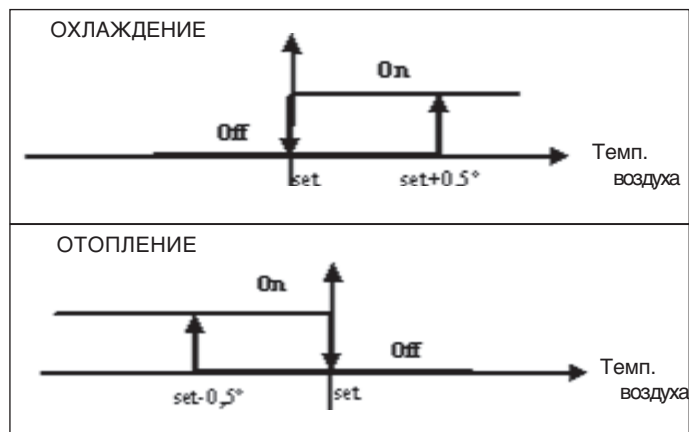 ОХЛАЖДЕНИЕ
On
Off
Темп.
воздуха
set
set+0.5°
ОТОПЛЕНИЕ
On
Off
Темп.
воздуха
set-0,5°
set